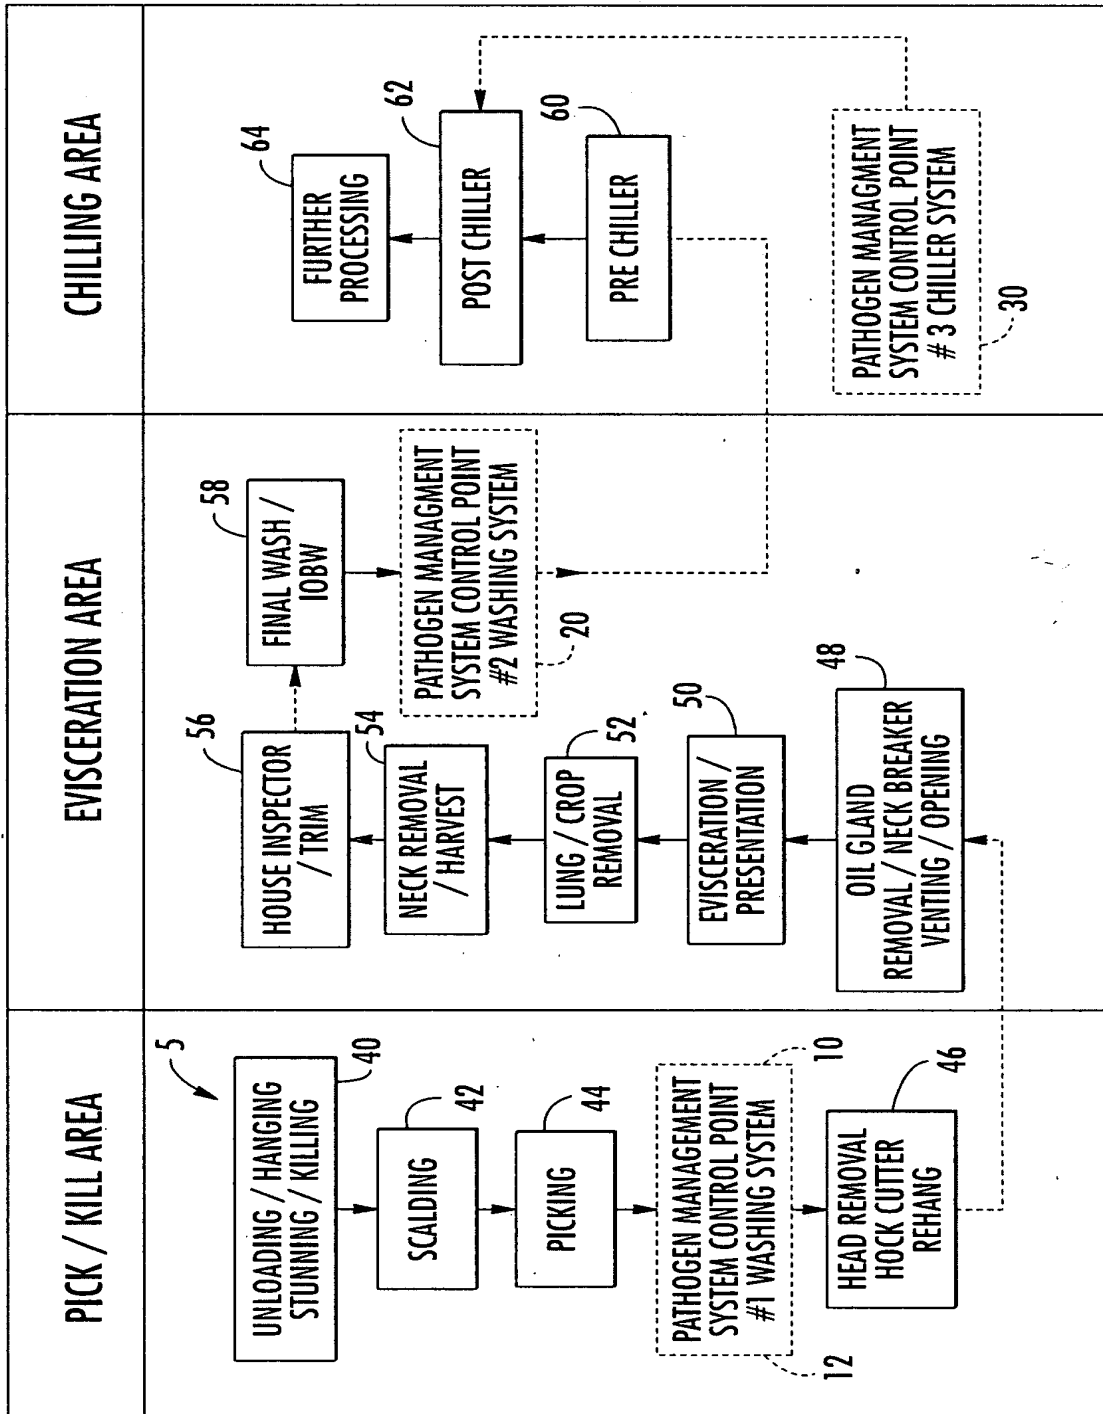 PICK / KILL AREA
5
UNLOADING / HANGING
STUNNING / KILLING
40
SCALDING
42
PICKING
44
PATHOGEN MANAGEMENT
SYSTEM CONTROL POINT
#1 WASHING SYSTEM
10
12
HEAD REMOVAL
HOCK CUTTER
REHANG
46
EVISCERATION AREA
HOUSE INSPECTOR
/ TRIM
56
NECK REMOVAL
/ HARVEST
54
LUNG / CROP
REMOVAL
52
EVISCERATION /
PRESENTATION
50
OIL GLAND
REMOVAL / NECK BREAKER
VENTING / OPENING
48
FINAL WASH /
IOBW
58
PATHOGEN MANAGMENT
SYSTEM CONTROL POINT
#2 WASHING SYSTEM
20
CHILLING AREA
FURTHER
PROCESSING
64
POST CHILLER
62
PRE CHILLER
60
PATHOGEN MANAGMENT
SYSTEM CONTROL POINT
# 3 CHILLER SYSTEM
30